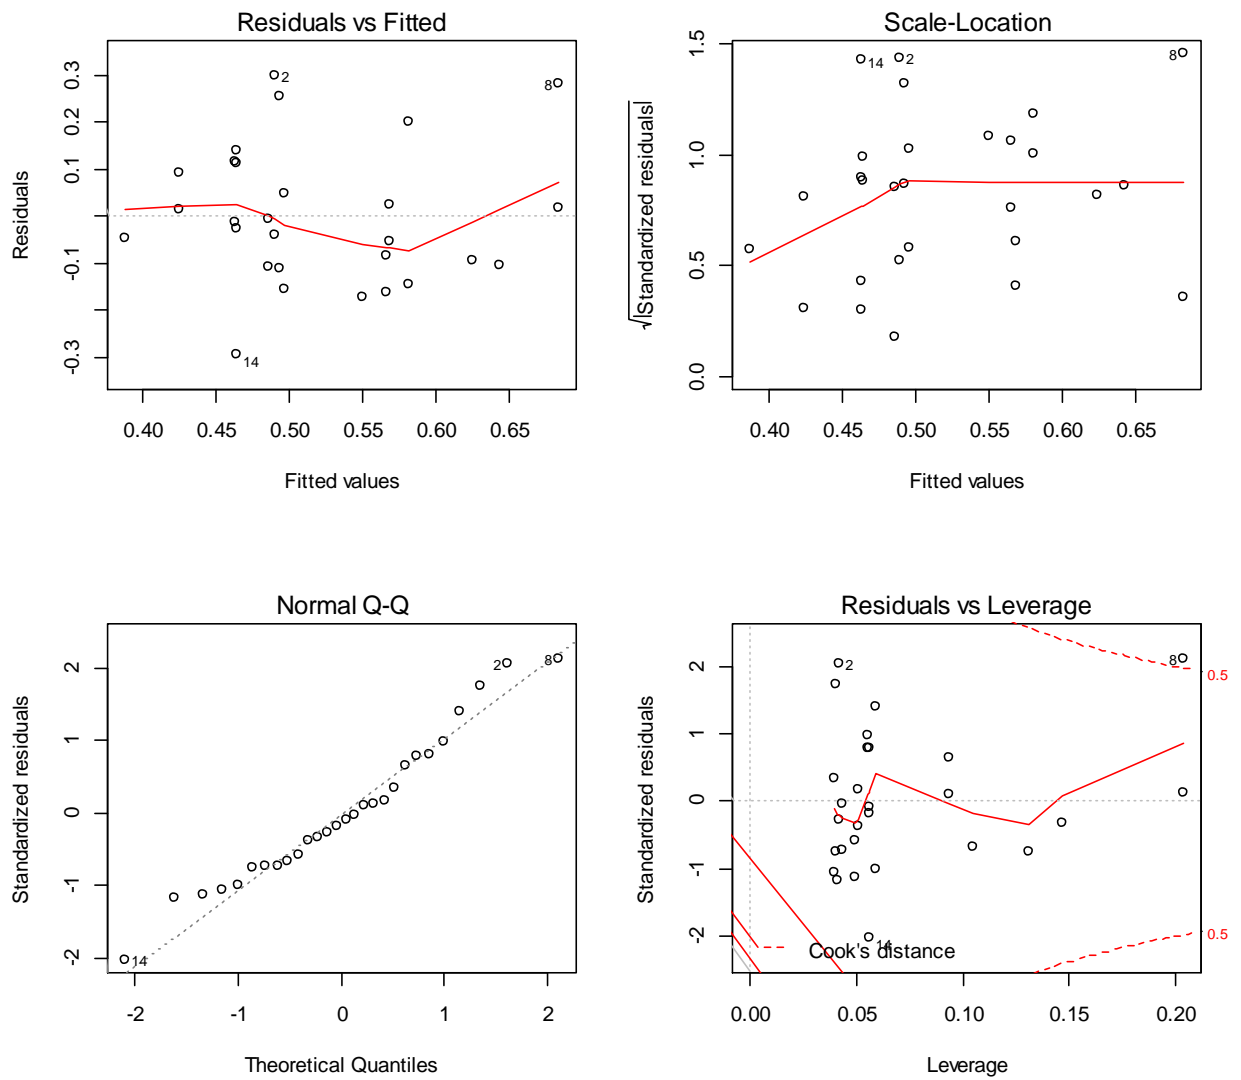 Residuals vs Fitted
Residuals
0.3
0.2
0.1
-0.1
-0.3
2
8
14
0.40 0.45 0.50 0.55 0.60 0.65
Fitted values
Scale-Location
√|Standardized residuals|
1.5
1.0
0.5
0.0
14
2
8
0.40 0.45 0.50 0.55 0.60 0.65
Fitted values
Normal Q-Q
Standardized residuals
2
1
0
-1
-2
2
8
14
-2 -1 0 1 2
Theoretical Quantiles
Residuals vs Leverage
Standardized residuals
2
1
0
-1
-2
2
8
0.5
0.5
14
Cook's distance
0.00 0.05 0.10 0.15 0.20
Leverage